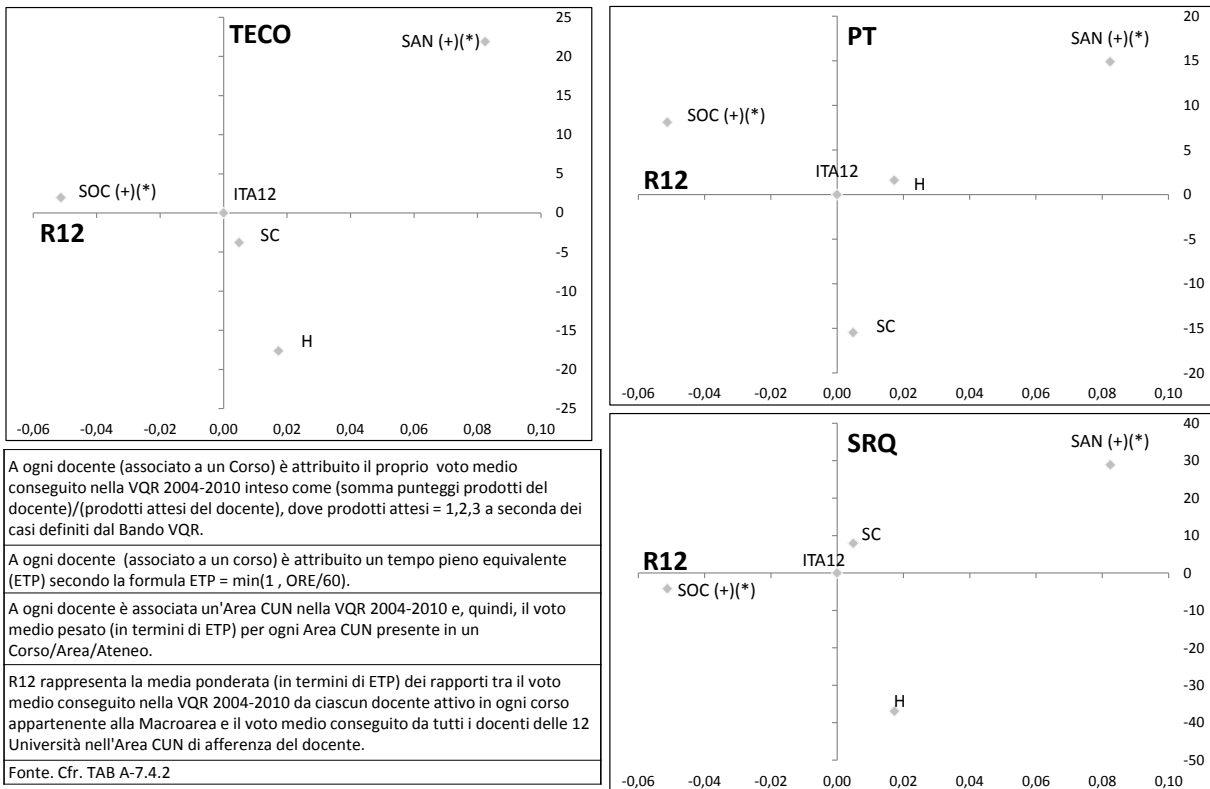 TECO
25
20
15
10
5
0
-5
-10
-15
-20
-25
SAN (+)(*)
SOC (+)(*)
ITA12
R12
SC
H
-0,06 -0,04 -0,02 0,00 0,02 0,04 0,06 0,08 0,10
PT
20
15
10
5
0
-5
-10
-15
-20
SAN (+)(*)
SOC (+)(*)
ITA12
R12
H
SC
-0,06 -0,04 -0,02 0,00 0,02 0,04 0,06 0,08 0,10
A ogni docente (associato a un Corso) è attribuito il proprio voto medio
conseguito nella VQR 2004-2010 inteso come (somma punteggi prodotti del
docente)/(prodotti attesi del docente), dove prodotti attesi = 1,2,3 a seconda dei
casi definiti dal Bando VQR.
A ogni docente (associato a un corso) è attribuito un tempo pieno equivalente
(ETP) secondo la formula ETP = min(1 , ORE/60).
A ogni docente è associata un'Area CUN nella VQR 2004-2010 e, quindi, il voto
medio pesato (in termini di ETP) per ogni Area CUN presente in un
Corso/Area/Ateneo.
R12 rappresenta la media ponderata (in termini di ETP) dei rapporti tra il voto
medio conseguito nella VQR 2004-2010 da ciascun docente attivo in ogni corso
appartenente alla Macroarea e il voto medio conseguito da tutti i docenti delle 12
Università nell'Area CUN di afferenza del docente.
Fonte. Cfr. TAB A-7.4.2
SRQ
40
30
20
10
0
-10
-20
-30
-40
-50
SAN (+)(*)
SC
R12
ITA12
SOC (+)(*)
H
-0,06 -0,04 -0,02 0,00 0,02 0,04 0,06 0,08 0,10